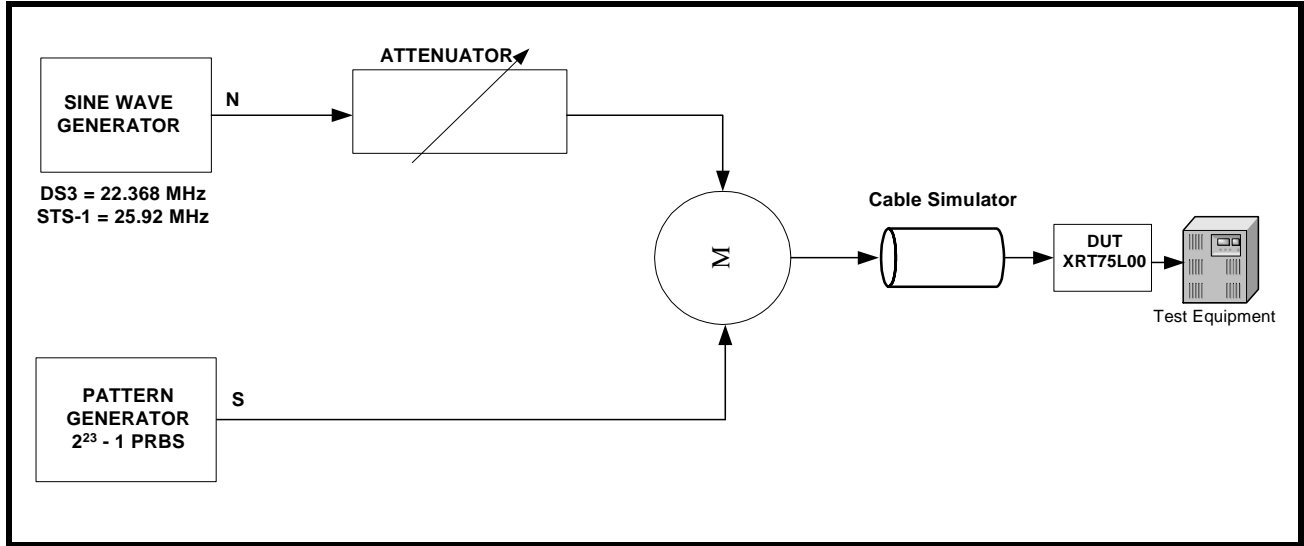 SINE WAVE
GENERATOR
N
DS3 = 22.368 MHz
STS-1 = 25.92 MHz
ATTENUATOR
Σ
Cable Simulator
DUT
XRT75L00
Test Equipment
PATTERN
GENERATOR
2²³ - 1 PRBS
S